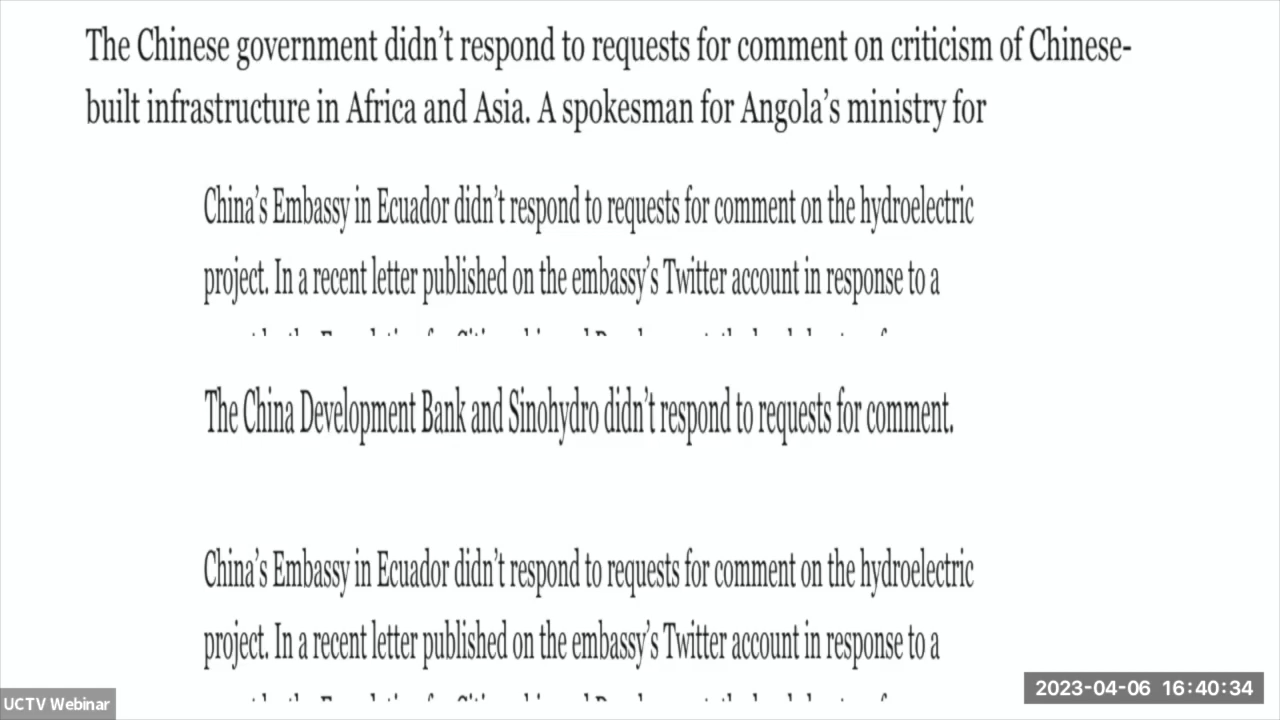 The Chinese government didn’t respond to requests for comment on criticism of Chinese-
built infrastructure in Africa and Asia. A spokesman for Angola’s ministry for
China’s Embassy in Ecuador didn’t respond to requests for comment on the hydroelectric
project. In a recent letter published on the embassy’s Twitter account in response to a
The China Development Bank and Sinohydro didn’t respond to requests for comment.
China’s Embassy in Ecuador didn’t respond to requests for comment on the hydroelectric
project. In a recent letter published on the embassy’s Twitter account in response to a
2023-04-06 16:40:34
UCTV Webinar